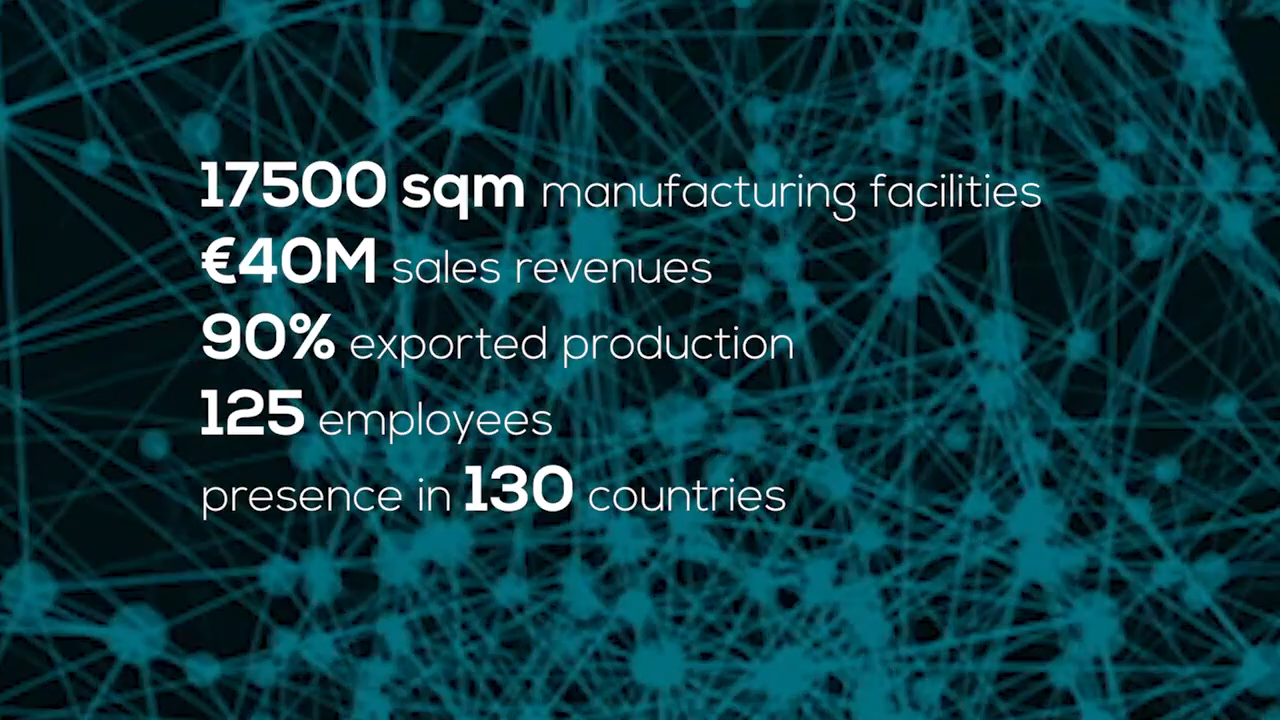 17500 sqm manufacturing facilities
€40M sales revenues
90% exported production
125 employees
presence in 130 countries